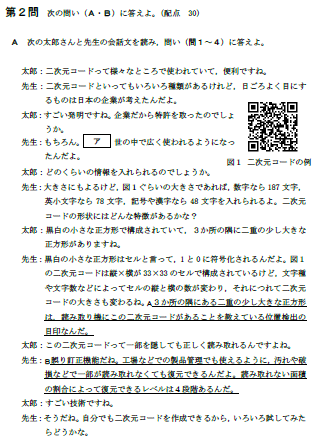 第２問 次の問い（Ａ・Ｂ）に答えよ。（配点 30）
Ａ 次の太郎さんと先生の会話文を読み，問い（問１～４）に答えよ。
太郎：二次元コードって様々なところで使われていて，便利ですね。
先生：二次元コードといってもいろいろ種類があるけれど，日ごろよく目にす
るものは日本の企業が考えたんだよ。
太郎：すごい発明ですね。企業だから特許を取ったのでしょ
うか。
先生：もちろん。 ア 世の中で広く使われるようになっ
たんだよ。
図１ 二次元コードの例
太郎：どのくらいの情報を入れられるのでしょうか。
先生：大きさにもよるけど，図１ぐらいの大きさであれば，数字なら 187 文字，
英小文字なら 78 文字，記号や漢字なら 48 文字を入れられるよ。二次元
コードの形状にはどんな特徴があるかな？
太郎：黒白の小さな正方形で構成されていて，３か所の隅に二重の少し大きな
正方形がありますね。
先生：黒白の小さな正方形はセルと言って，１と０に符号化されるんだよ。図１
の二次元コードは縦×横が 33×33 のセルで構成されているけど，文字種
や文字数などによってセルの縦と横の数が変わり，それにつれて二次元
コードの大きさも変わるね。A３か所の隅にある二重の少し大きな正方形
は，読み取り機にこの二次元コードがあることを教えている位置検出の
目印なんだ。
太郎：この二次元コードって一部を隠しても正しく読み取れるんですよね。
先生：B誤り訂正機能だね。工場などでの製品管理でも使えるように，汚れや破
損などで一部が読み取れなくても復元できるんだよ。読み取れない面積
の割合によって復元できるレベルは４段階あるんだ。
太郎：すごい技術ですね。
先生：そうだね。自分でも二次元コードを作成できるから，いろいろ試してみた
らどうかな。